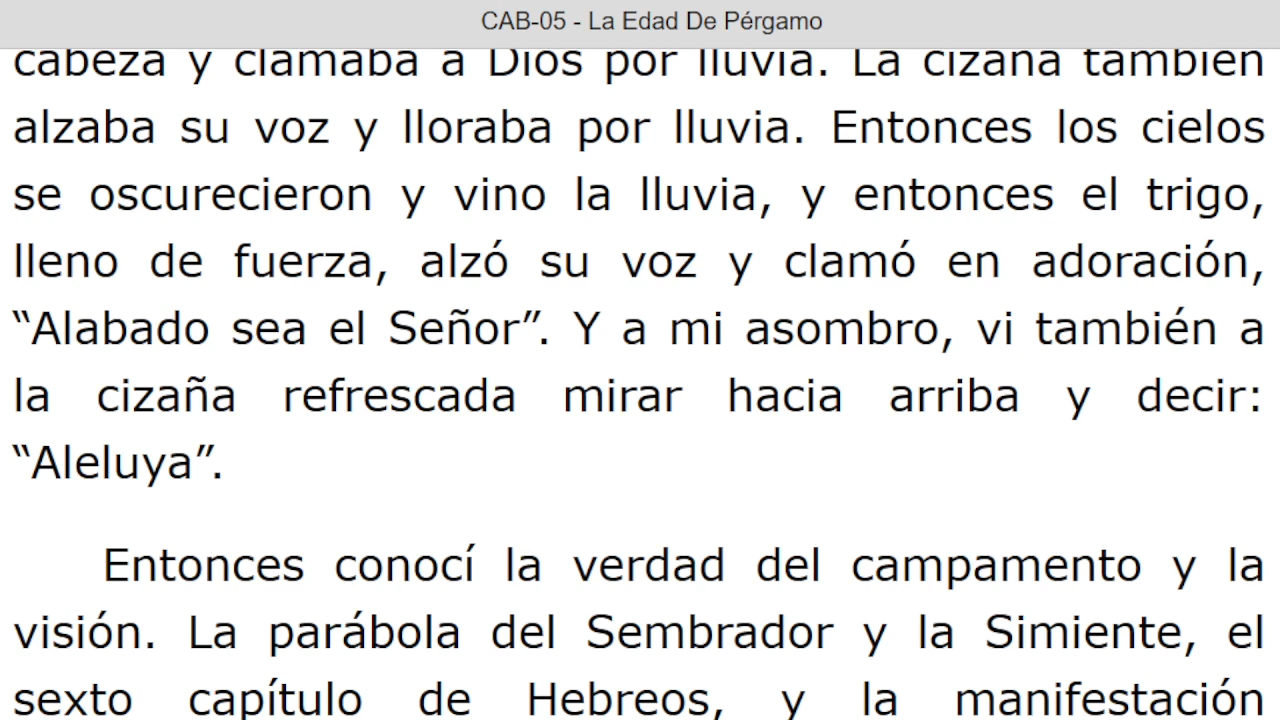 CAB-05 - La Edad De Pérgamo
cabeza y clamaba a Dios por lluvia. La cizaña también
alzaba su voz y lloraba por lluvia. Entonces los cielos
se oscurecieron y vino la lluvia, y entonces el trigo,
lleno de fuerza, alzó su voz y clamó en adoración,
“Alabado sea el Señor”. Y a mi asombro, vi también a
la cizaña refrescada mirar hacia arriba y decir:
“Aleluya”.
Entonces conocí la verdad del campamento y la
visión. La parábola del Sembrador y la Simiente, el
sexto capítulo de Hebreos, y la manifestación